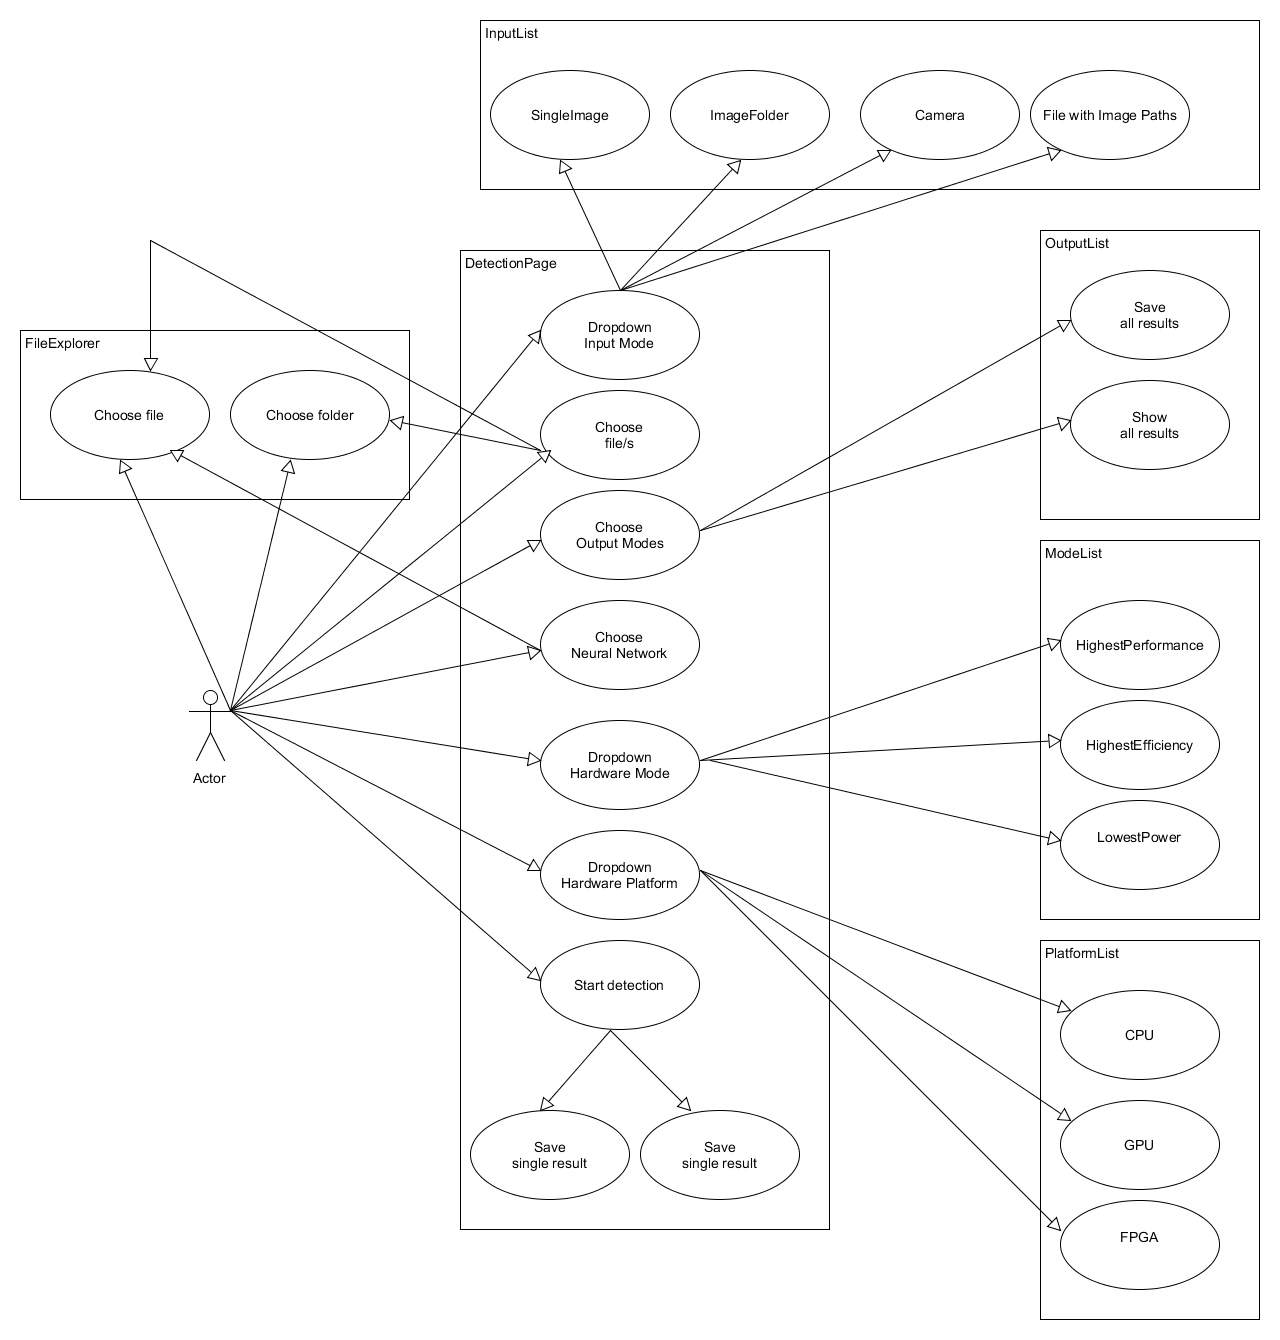 InputList
SingleImage
ImageFolder
Camera
File with Image Paths
OutputList
Save
all results
Show
all results
DetectionPage
Dropdown
Input Mode
Choose
file/s
Choose
Output Modes
Choose
Neural Network
Dropdown
Hardware Mode
Dropdown
Hardware Platform
Start detection
Save
single result
Save
single result
FileExplorer
Choose file
Choose folder
Actor
ModeList
HighestPerformance
HighestEfficiency
LowestPower
PlatformList
CPU
GPU
FPGA